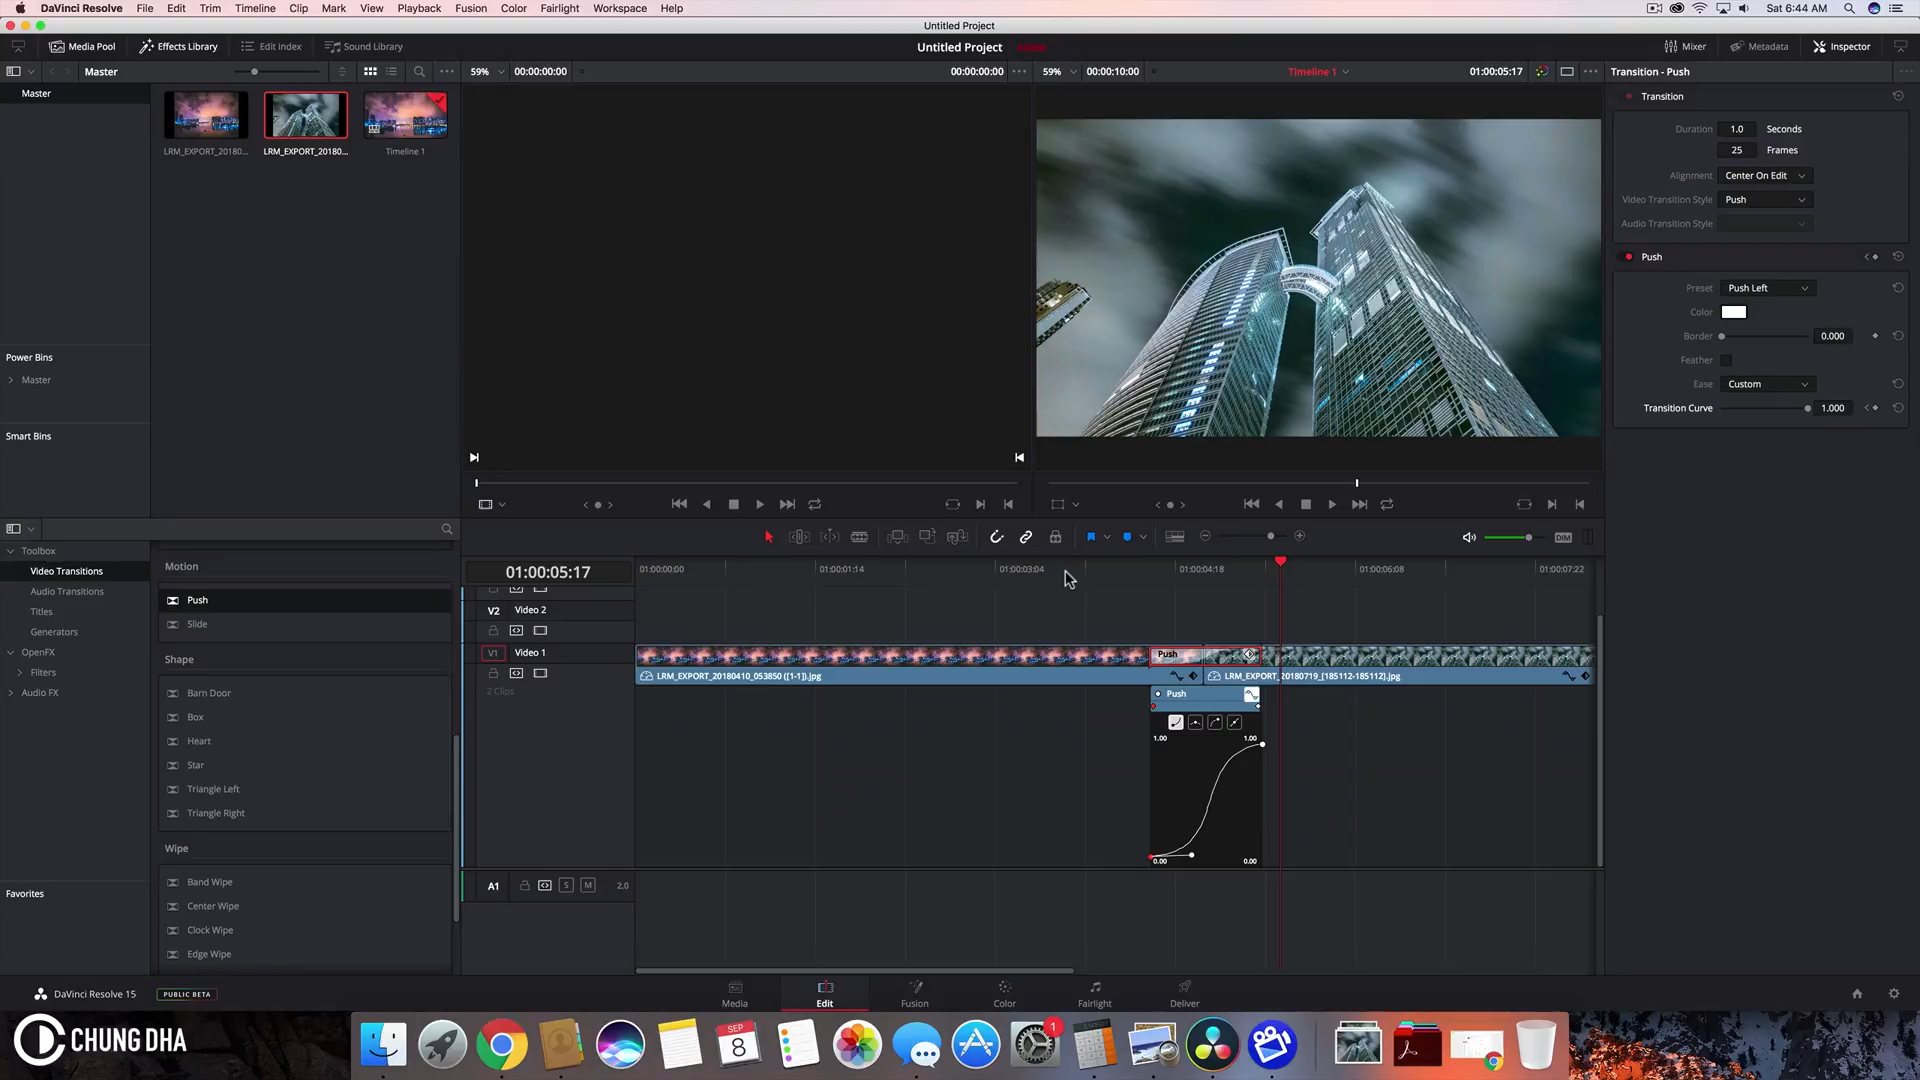 DaVinci Resolve File Edit Trim Timeline Clip Mark View Playback Fusion Color Fairlight Workspace Help
Sat 6:44 AM
Untitled Project
Media Pool Effects Library Edit Index Sound Library
Untitled Project
Mixer Metadata Inspector
Master
59% 00:00:00:00 00:00:00:00
59% 00:00:10:00 Timeline 1 01:00:05:17
Transition - Push
Master
LRM_EXPORT_20180... LRM_EXPORT_20180... Timeline 1
Power Bins
Master
Smart Bins
Transition
Duration 1.0 Seconds
25 Frames
Alignment Center On Edit
Video Transition Style Push
Audio Transition Style
Push
Preset Push Left
Color
Border 0.000
Feather
Ease Custom
Transition Curve 1.000
Toolbox
Video Transitions
Audio Transitions
Titles
Generators
OpenFX
Filters
Audio FX
Favorites
Motion
Push
Slide
Shape
Barn Door
Box
Heart
Star
Triangle Left
Triangle Right
Wipe
Band Wipe
Center Wipe
Clock Wipe
Edge Wipe
DIM
01:00:05:17
01:00:00:00 01:00:01:14 01:00:03:04 01:00:04:18 01:00:06:08 01:00:07:22
V2 Video 2
V1 Video 1
2 Clips
Push
LRM_EXPORT_20180410_053850 ([1-1]).jpg
LRM_EXPORT_20180719_[185112-185112].jpg
Push
1.00 1.00
0.00 0.00
A1 S M 2.0
DaVinci Resolve 15 PUBLIC BETA
Media Edit Fusion Color Fairlight Deliver
CHUNG DHA
SEP
8
1